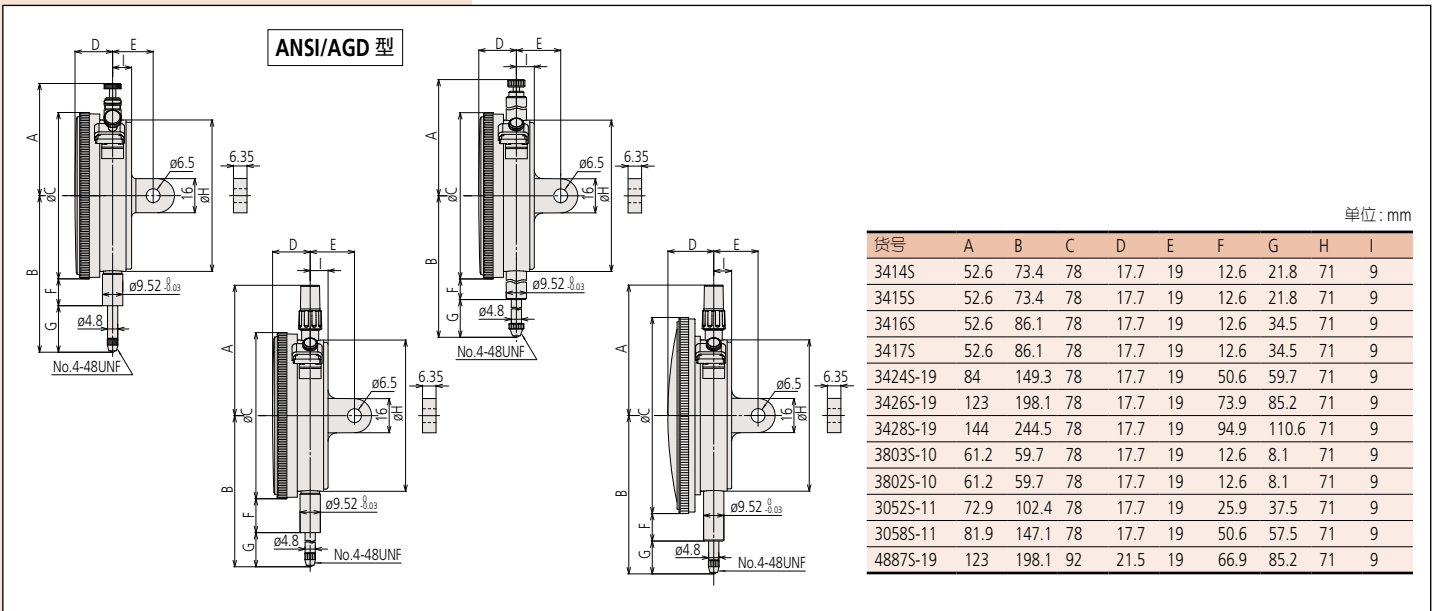 ANSI/AGD 型
D E
I
A
øC
B
F
G
ø6.5
16
øH
6.35
ø9.52 0 -0.03
ø4.8
No.4-48UNF
D E
I
A
øC
B
F
G
ø6.5
16
øH
6.35
ø9.52 0 -0.03
ø4.8
No.4-48UNF
D E
I
A
øC
B
F
G
ø6.5
16
øH
6.35
ø9.52 0 -0.03
ø4.8
No.4-48UNF
D E
I
A
øC
B
F
G
ø6.5
16
øH
6.35
ø9.52 0 -0.03
ø4.8
No.4-48UNF
单位 : mm
货号 A B C D E F G H I
3414S 52.6 73.4 78 17.7 19 12.6 21.8 71 9
3415S 52.6 73.4 78 17.7 19 12.6 21.8 71 9
3416S 52.6 86.1 78 17.7 19 12.6 34.5 71 9
3417S 52.6 86.1 78 17.7 19 12.6 34.5 71 9
3424S-19 84 149.3 78 17.7 19 50.6 59.7 71 9
3426S-19 123 198.1 78 17.7 19 73.9 85.2 71 9
3428S-19 144 244.5 78 17.7 19 94.9 110.6 71 9
3803S-10 61.2 59.7 78 17.7 19 12.6 8.1 71 9
3802S-10 61.2 59.7 78 17.7 19 12.6 8.1 71 9
3052S-11 72.9 102.4 78 17.7 19 25.9 37.5 71 9
3058S-11 81.9 147.1 78 17.7 19 50.6 57.5 71 9
4887S-19 123 198.1 92 21.5 19 66.9 85.2 71 9